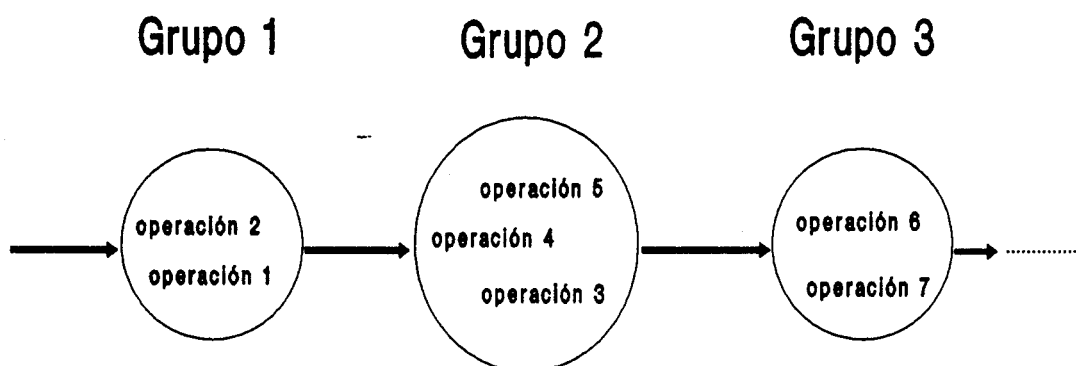 Grupo 1
Grupo 2
Grupo 3
operación 2
operación 1
operación 5
operación 4
operación 3
operación 6
operación 7